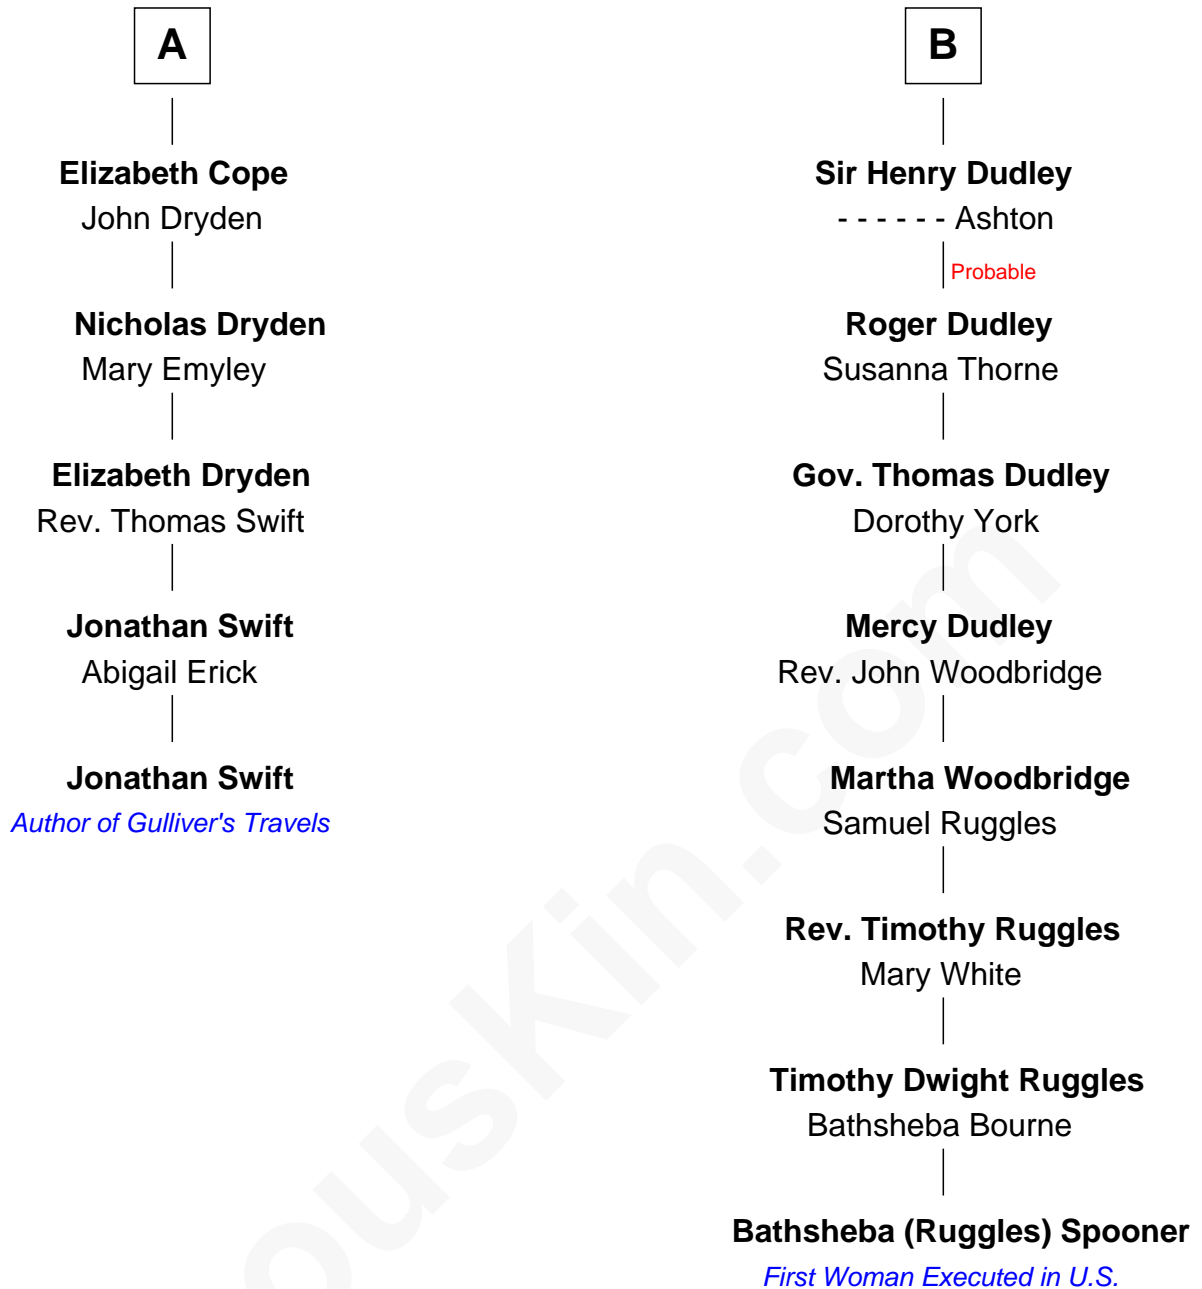 A
Elizabeth Cope
John Dryden
Nicholas Dryden
Mary Emyley
Elizabeth Dryden
Rev. Thomas Swift
Jonathan Swift
Abigail Erick
Jonathan Swift
Author of Gulliver's Travels
B
Sir Henry Dudley
- - - - - - Ashton
Probable
Roger Dudley
Susanna Thorne
Gov. Thomas Dudley
Dorothy York
Mercy Dudley
Rev. John Woodbridge
Martha Woodbridge
Samuel Ruggles
Rev. Timothy Ruggles
Mary White
Timothy Dwight Ruggles
Bathsheba Bourne
Bathsheba (Ruggles) Spooner
First Woman Executed in U.S.
ousKin.com